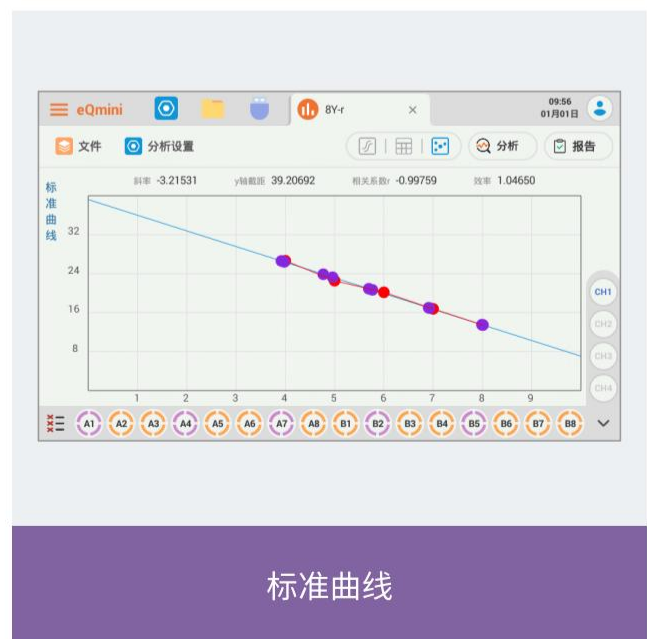 eQmini
8Y-r
×
09:56
01月01日
文件
分析设置
分析
报告
标准曲线
斜率 -3.21531
y轴截距 39.20692
相关系数r -0.99759
效率 1.04650
32
24
16
8
1 2 3 4 5 6 7 8 9
CH1
CH2
CH3
CH4
A1 A2 A3 A4 A5 A6 A7 A8 B1 B2 B3 B4 B5 B6 B7 B8
标准曲线